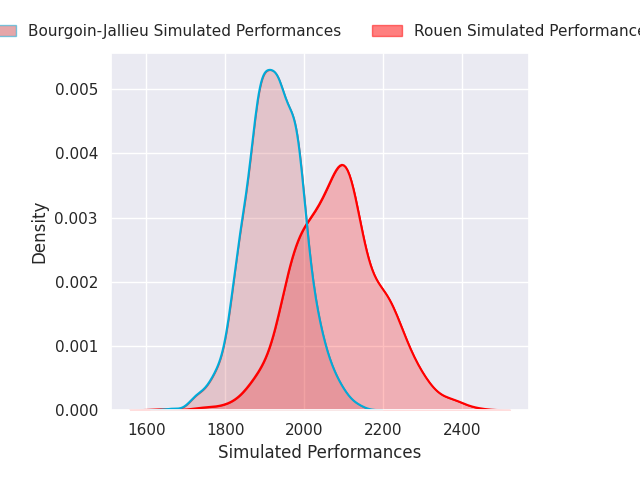 Bourgoin-Jallieu Simulated Performances
Rouen Simulated Performance
0.005
0.004
0.003
0.002
0.001
0.000
Density
1600 1800 2000 2200 2400
Simulated Performances